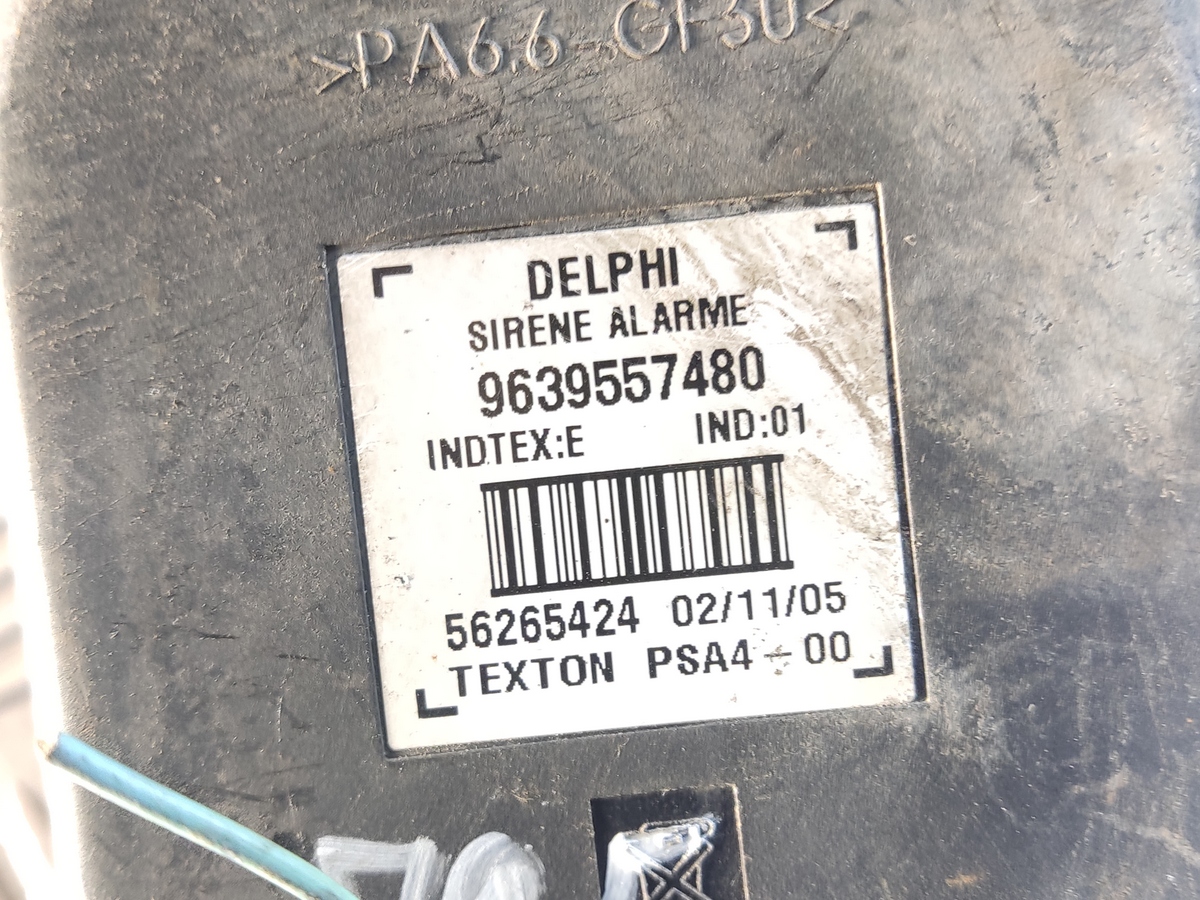 >PA6.6-GF30<
DELPHI
SIRENE ALARME
9639557480
INDTEX:E IND:01
56265424 02/11/05
TEXTON PSA4-00